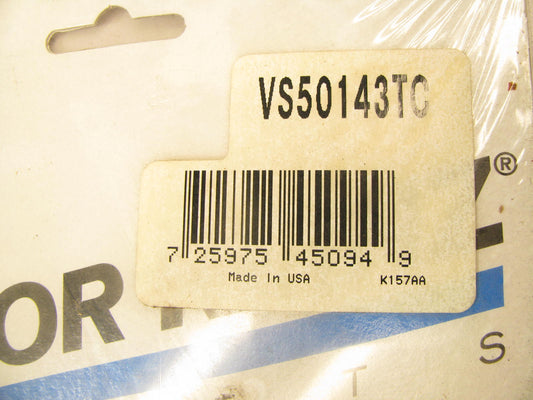 VS50143TC
®
7 25975 45094 9
Made In USA K157AA
OR
T S